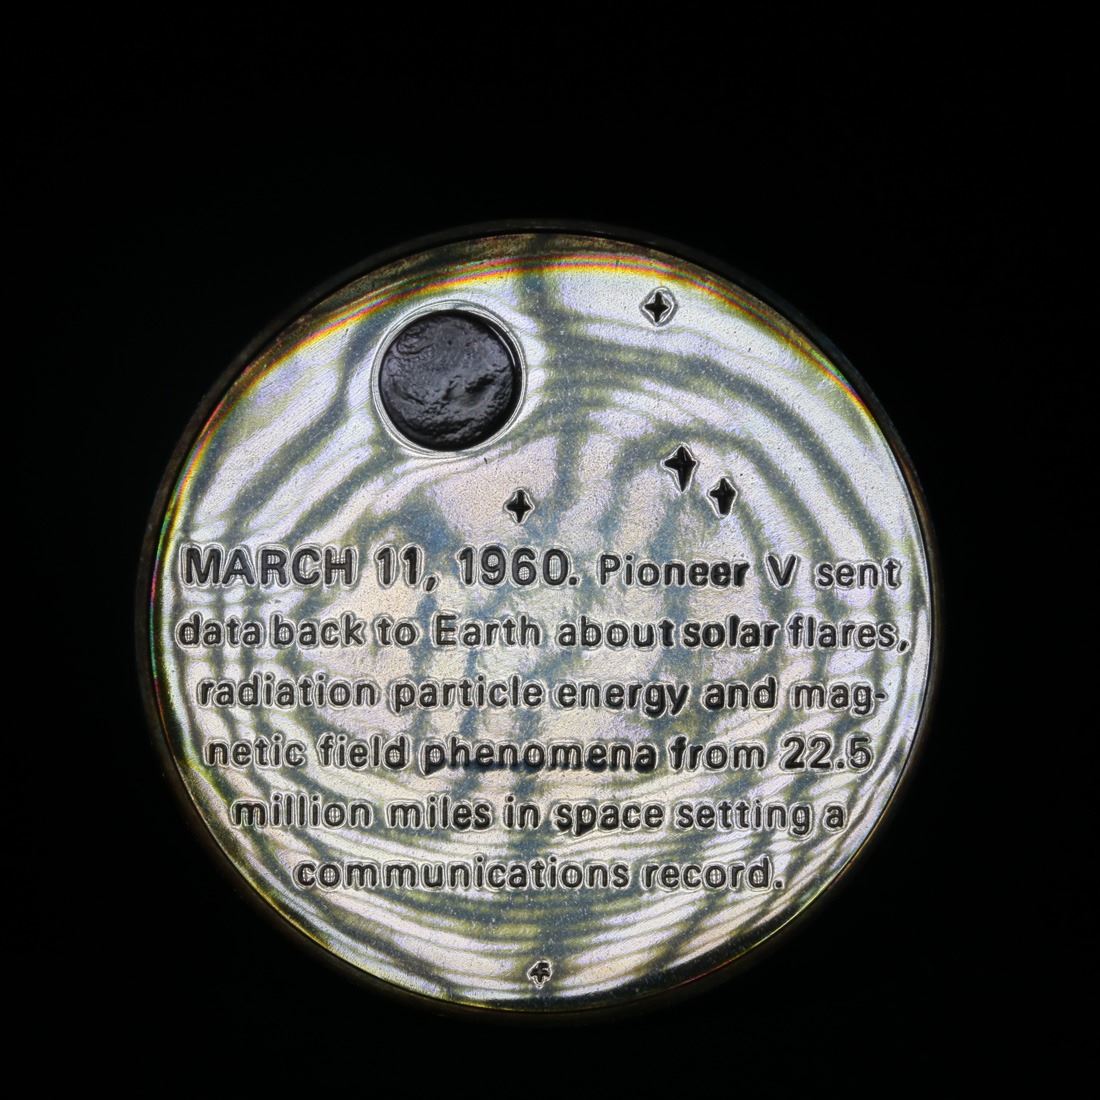 MARCH 11, 1960. Pioneer V sent
data back to Earth about solar flares,
radiation particle energy and mag-
netic field phenomena from 22.5
million miles in space setting a
communications record.